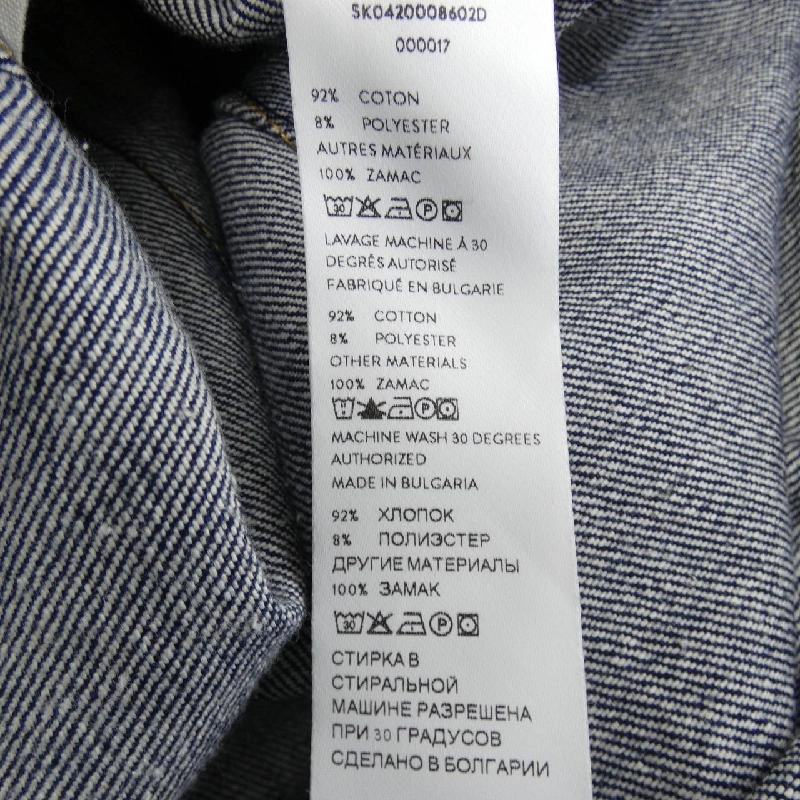 SK0420008602D
000017
92% COTON
8% POLYESTER
AUTRES MATÉRIAUX
100% ZAMAC
30 P
LAVAGE MACHINE À 30
DEGRÉS AUTORISÉ
FABRIQUÉ EN BULGARIE
92% COTTON
8% POLYESTER
OTHER MATERIALS
100% ZAMAC
P
MACHINE WASH 30 DEGREES
AUTHORIZED
MADE IN BULGARIA
92% ХЛОПОК
8% ПОЛИЭСТЕР
ДРУГИЕ МАТЕРИАЛЫ
100% ЗАМАК
30 P
СТИРКА В
СТИРАЛЬНОЙ
МАШИНЕ РАЗРЕШЕНА
ПРИ 30 ГРАДУСОВ
СДЕЛАНО В БОЛГАРИИ